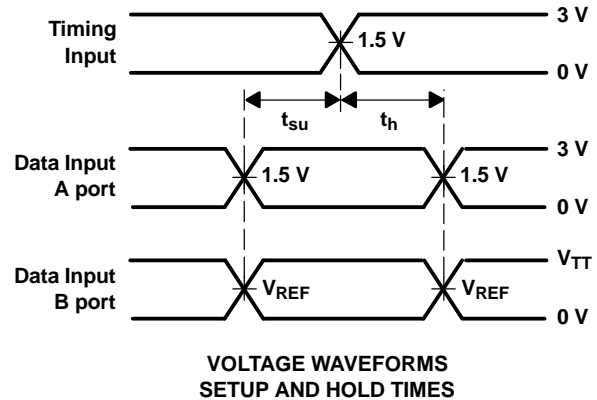 3 V
Timing
Input
1.5 V
0 V
tsu
th
3 V
Data Input
A port
1.5 V
1.5 V
0 V
VTT
Data Input
B port
VREF
VREF
0 V
VOLTAGE WAVEFORMS
SETUP AND HOLD TIMES